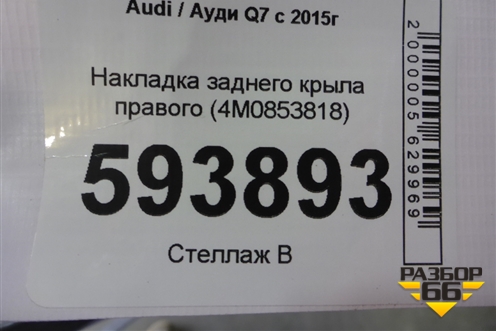 Audi / Ауди Q7 с 2015г
Накладка заднего крыла
правого (4M0853818)
593893
Стеллаж B
2000005629969
РАЗБОР
66